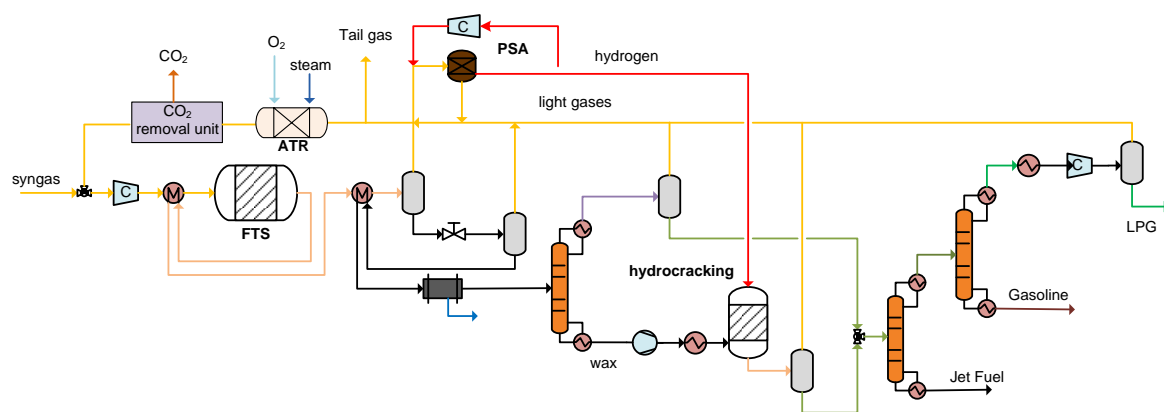 C
PSA
Tail gas
O2
hydrogen
CO2
steam
CO2
removal unit
light gases
ATR
syngas
C
M
FTS
M
C
LPG
hydrocracking
Gasoline
wax
Jet Fuel